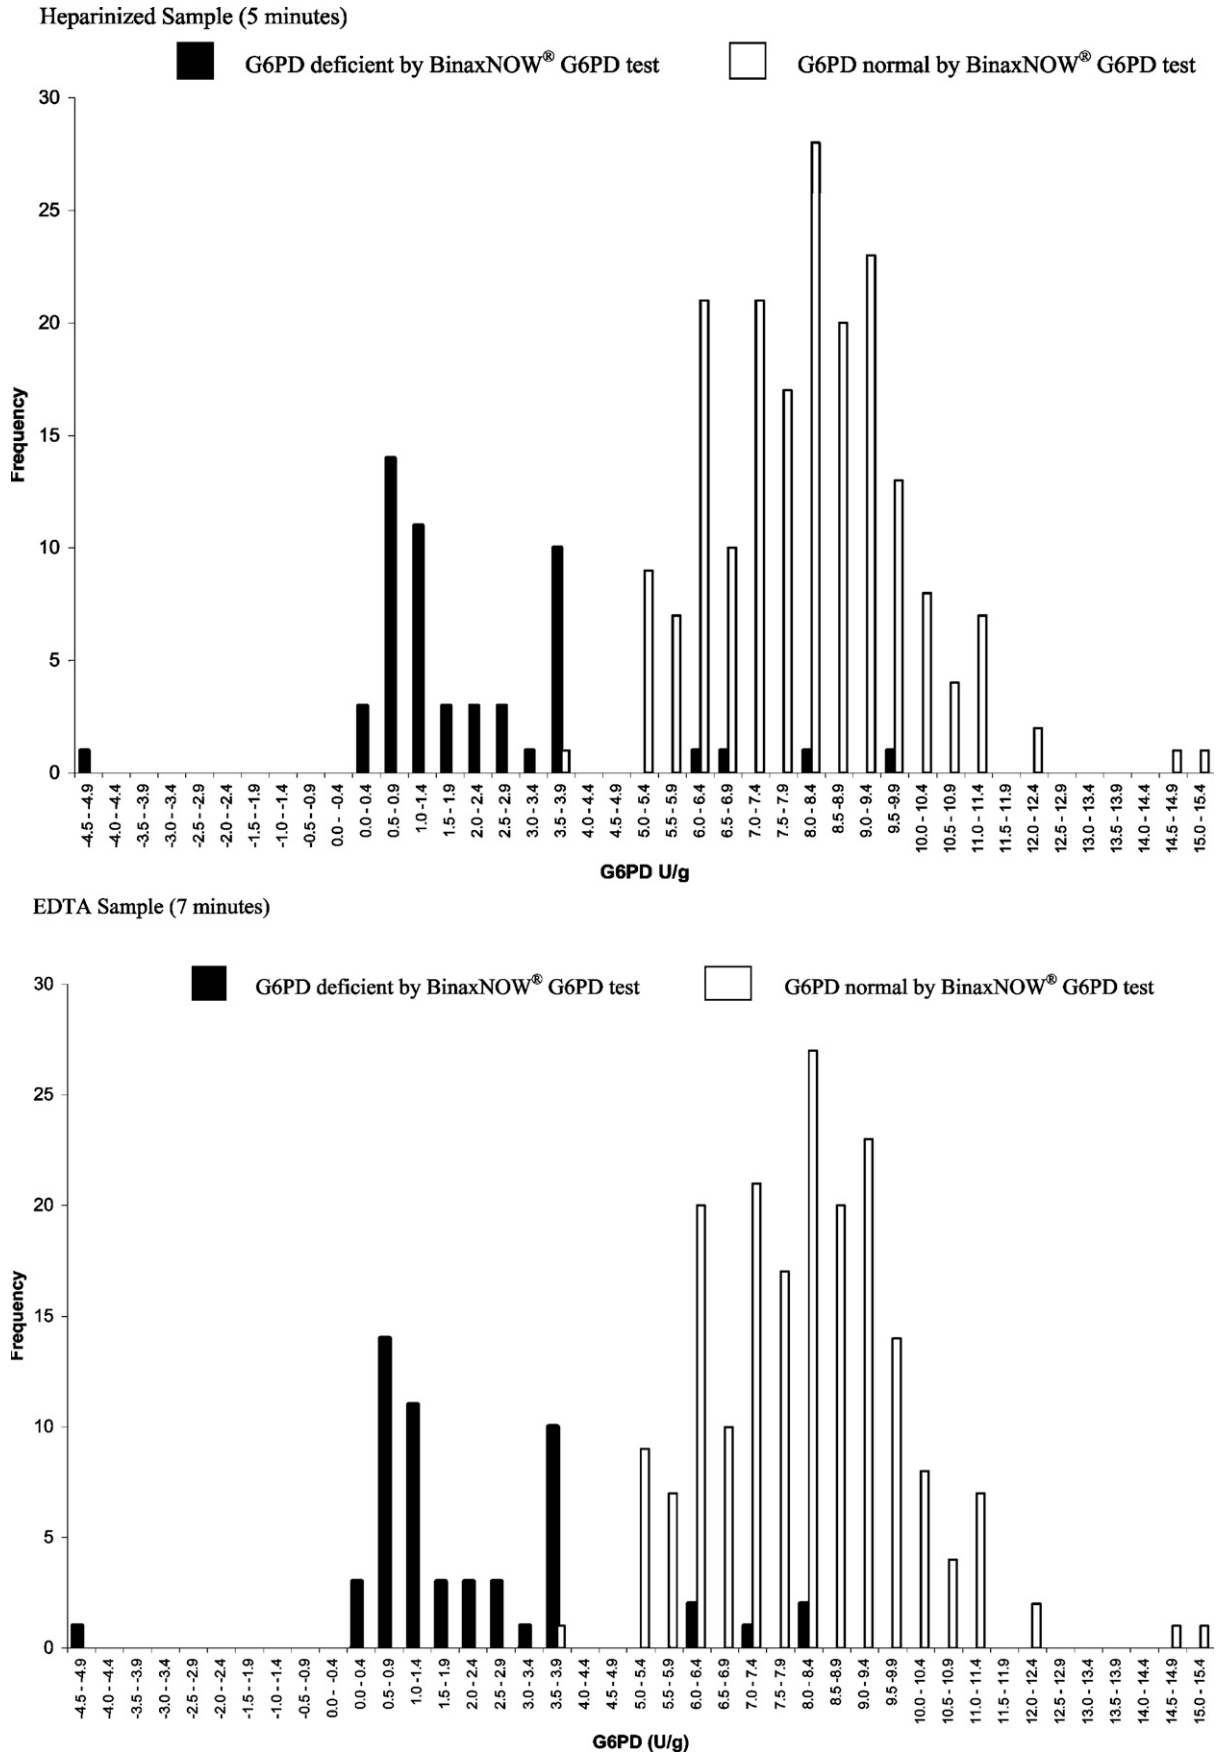 Heparinized Sample (5 minutes)
G6PD deficient by BinaxNOW® G6PD test
G6PD normal by BinaxNOW® G6PD test
30
25
20
15
10
5
0
Frequency
-4.5 - -4.9
-4.0 - -4.4
-3.5 - -3.9
-3.0 - -3.4
-2.5 - -2.9
-2.0 - -2.4
-1.5 - -1.9
-1.0 - -1.4
-0.5 - -0.9
0.0 - -0.4
0.0 - 0.4
0.5 - 0.9
1.0 -1.4
1.5 - 1.9
2.0 - 2.4
2.5 - 2.9
3.0 - 3.4
3.5 - 3.9
4.0 - 4.4
4.5 - 4.9
5.0 - 5.4
5.5 - 5.9
6.0 - 6.4
6.5 - 6.9
7.0 - 7.4
7.5 - 7.9
8.0 - 8.4
8.5 -8.9
9.0 - 9.4
9.5 -9.9
10.0 - 10.4
10.5 - 10.9
11.0 - 11.4
11.5 - 11.9
12.0 - 12.4
12.5 - 12.9
13.0 - 13.4
13.5 - 13.9
14.0 - 14.4
14.5 - 14.9
15.0 - 15.4
G6PD U/g
EDTA Sample (7 minutes)
G6PD deficient by BinaxNOW® G6PD test
G6PD normal by BinaxNOW® G6PD test
30
25
20
15
10
5
0
Frequency
-4.5 - -4.9
-4.0 - -4.4
-3.5 - -3.9
-3.0 - -3.4
-2.5 - -2.9
-2.0 - -2.4
-1.5 - -1.9
-1.0 - -1.4
-0.5 - -0.9
0.0 - -0.4
0.0 - 0.4
0.5 - 0.9
1.0 -1.4
1.5 - 1.9
2.0 - 2.4
2.5 - 2.9
3.0 - 3.4
3.5 - 3.9
4.0 - 4.4
4.5 - 4.9
5.0 - 5.4
5.5 - 5.9
6.0 - 6.4
6.5 - 6.9
7.0 - 7.4
7.5 - 7.9
8.0 - 8.4
8.5 -8.9
9.0 - 9.4
9.5 -9.9
10.0 - 10.4
10.5 - 10.9
11.0 - 11.4
11.5 - 11.9
12.0 - 12.4
12.5 - 12.9
13.0 - 13.4
13.5 - 13.9
14.0 - 14.4
14.5 - 14.9
15.0 - 15.4
G6PD (U/g)